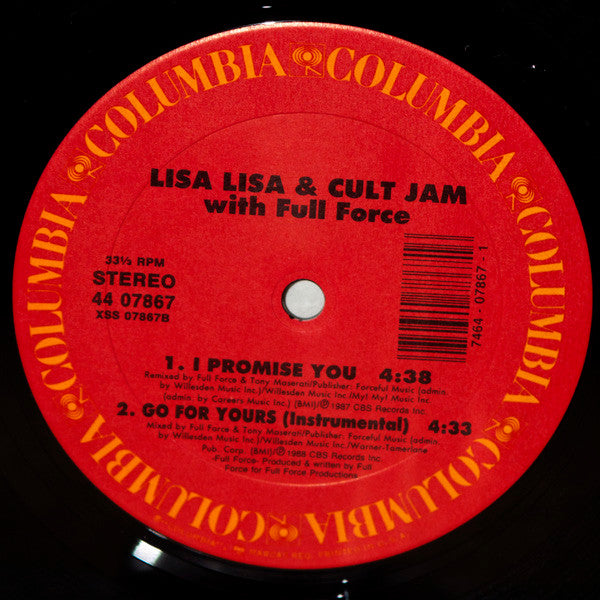 COLUMBIA COLUMBIA COLUMBIA COLUMBIA COLUMBIA COLUMBIA
LISA LISA & CULT JAM
with Full Force
33⅓ RPM
STEREO
44 07867
XSS 07867B
7464 07867-1
1. I PROMISE YOU 4:38
Remixed by Full Force & Tony Maserati/Publisher: Forceful Music (admin.
by Willesden Music Inc.)/Willesden Music Inc./My! My! Music Inc.
(admin. by Career's Music Inc.) (BMI)/Ⓟ1987 CBS Records Inc.
2. GO FOR YOURS (Instrumental) 4:33
Mixed by Full Force & Tony Maserati/Publisher: Forceful Music (admin.
by Willesden Music Inc.)/Willesden Music Inc./Warner-Tamerlane
Pub. Corp. (BMI)/Ⓟ1988 CBS Records Inc.
-Full Force- Produced & written by Full
Force for Full Force Productions